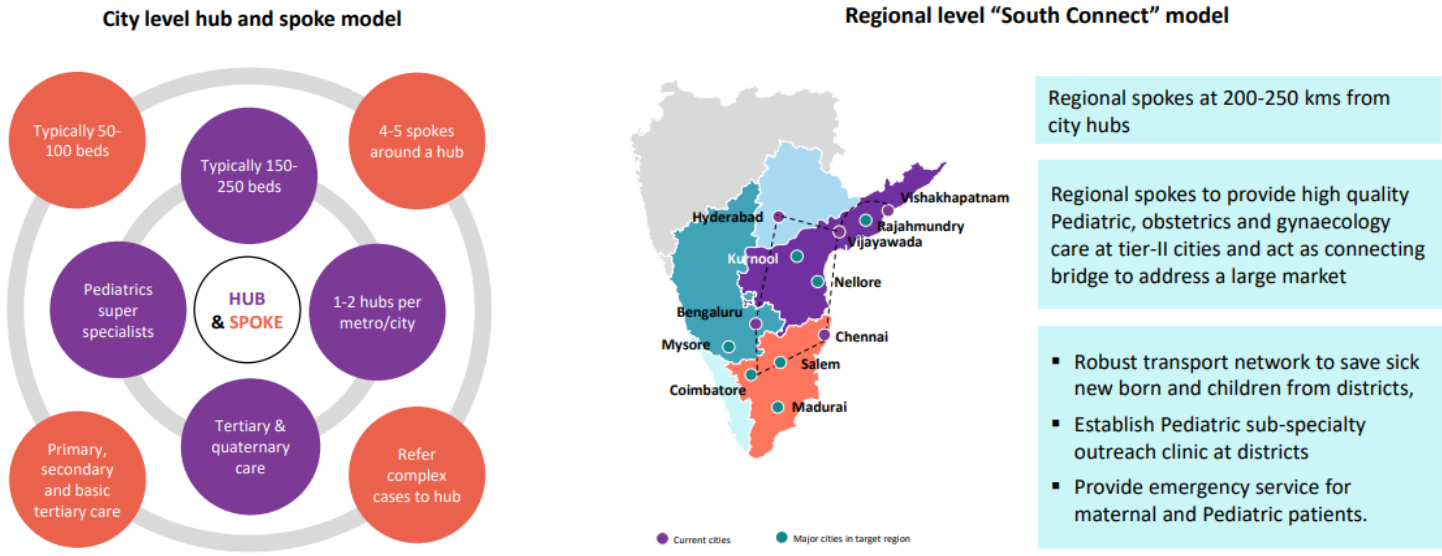 City level hub and spoke model
Typically 50-
100 beds
4-5 spokes
around a hub
Typically 150-
250 beds
Pediatrics
super
specialists
HUB
& SPOKE
1-2 hubs per
metro/city
Tertiary &
quaternary
care
Primary,
secondary
and basic
tertiary care
Refer
complex
cases to hub
Regional level “South Connect” model
Vishakhapatnam
Hyderabad
Rajahmundry
Vijayawada
Kurnool
Nellore
Bengaluru
Chennai
Mysore
Salem
Coimbatore
Madurai
Current cities
Major cities in target region
Regional spokes at 200-250 kms from
city hubs
Regional spokes to provide high quality
Pediatric, obstetrics and gynaecology
care at tier-II cities and act as connecting
bridge to address a large market
▪ Robust transport network to save sick
new born and children from districts,
▪ Establish Pediatric sub-specialty
outreach clinic at districts
▪ Provide emergency service for
maternal and Pediatric patients.